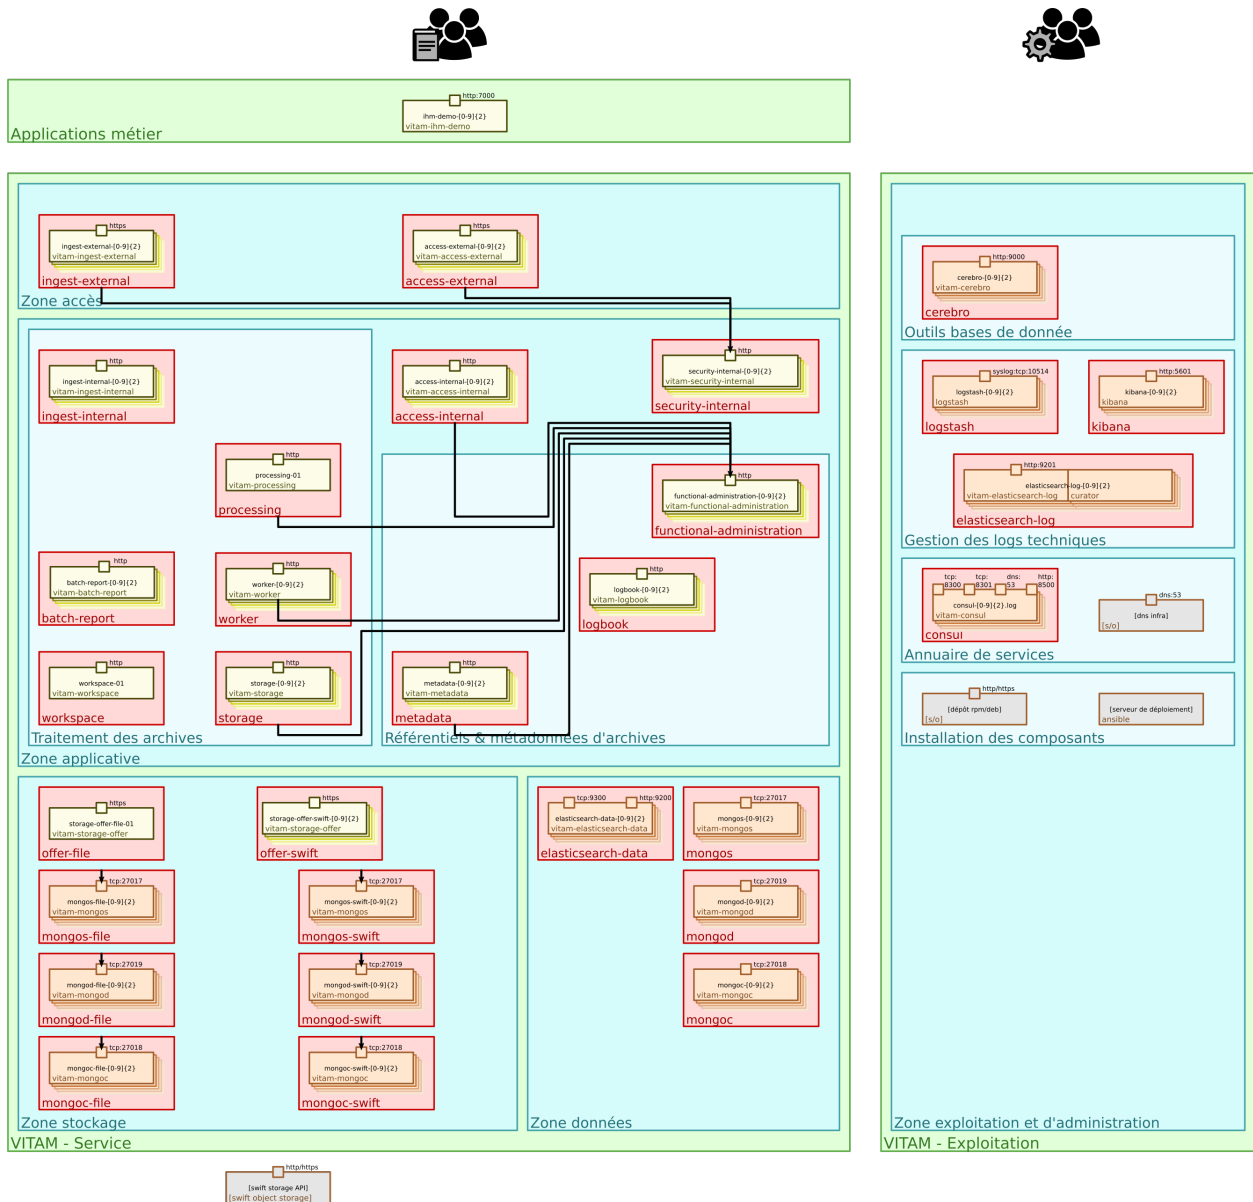 http:7000
ihm-demo-[0-9]{2}
vitam-ihm-demo
Applications métier
https
ingest-external-[0-9]{2}
vitam-ingest-external
ingest-external
https
access-external-[0-9]{2}
vitam-access-external
access-external
Zone accès
http
ingest-internal-[0-9]{2}
vitam-ingest-internal
ingest-internal
http
access-internal-[0-9]{2}
vitam-access-internal
access-internal
http
security-internal-[0-9]{2}
vitam-security-internal
security-internal
http
processing-01
vitam-processing
processing
http
functional-administration-[0-9]{2}
vitam-functional-administration
functional-administration
http
batch-report-[0-9]{2}
vitam-batch-report
batch-report
http
worker-[0-9]{2}
vitam-worker
worker
http
logbook-[0-9]{2}
vitam-logbook
logbook
http
workspace-01
vitam-workspace
workspace
http
storage-[0-9]{2}
vitam-storage
storage
http
metadata-[0-9]{2}
vitam-metadata
metadata
Traitement des archives
Référentiels & métadonnées d'archives
Zone applicative
https
storage-offer-file-01
vitam-storage-offer
offer-file
https
storage-offer-swift-[0-9]{2}
vitam-storage-offer
offer-swift
tcp:27017
mongos-file-[0-9]{2}
vitam-mongos
mongos-file
tcp:27017
mongos-swift-[0-9]{2}
vitam-mongos
mongos-swift
tcp:27019
mongod-file-[0-9]{2}
vitam-mongod
mongod-file
tcp:27019
mongod-swift-[0-9]{2}
vitam-mongod
mongod-swift
tcp:27018
mongoc-file-[0-9]{2}
vitam-mongoc
mongoc-file
tcp:27018
mongoc-swift-[0-9]{2}
vitam-mongoc
mongoc-swift
Zone stockage
tcp:9300
http:9200
elasticsearch-data-[0-9]{2}
vitam-elasticsearch-data
elasticsearch-data
tcp:27017
mongos-[0-9]{2}
vitam-mongos
mongos
tcp:27019
mongod-[0-9]{2}
vitam-mongod
mongod
tcp:27018
mongoc-[0-9]{2}
vitam-mongoc
mongoc
Zone données
VITAM - Service
http/https
[swift storage API]
[swift object storage]
http:9000
cerebro-[0-9]{2}
vitam-cerebro
cerebro
Outils bases de donnée
syslog:tcp:10514
logstash-[0-9]{2}
logstash
logstash
http:5601
kibana-[0-9]{2}
kibana
kibana
http:9201
elasticsearch-log-[0-9]{2}
vitam-elasticsearch-log
curator
elasticsearch-log
Gestion des logs techniques
tcp:
8300
tcp:
8301
dns:
53
http:
8500
consul-[0-9]{2}.log
vitam-consul
consul
dns:53
[dns infra]
[s/o]
Annuaire de services
http/https
[dépôt rpm/deb]
[s/o]
[serveur de déploiement]
ansible
Installation des composants
Zone exploitation et d'administration
VITAM - Exploitation